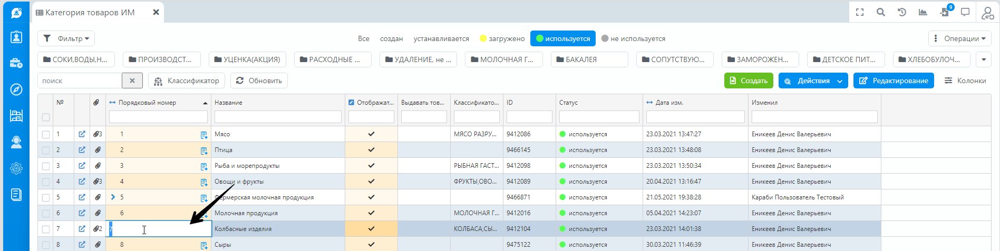 Категория товаров ИМ
9
Фильтр
Все создан устанавливается загружено используется не используется
Операции
СОКИ,ВОДЫ,Н... ПРОИЗВОДСТ... УЦЕНКА(АКЦИЯ) РАСХОДНЫЕ ... УДАЛЕНИЕ, не ... МОЛОЧНАЯ Г... БАКАЛЕЯ СОПУТСТВУЮ... ЗАМОРОЖЕН... ДЕТСКОЕ ПИТ... ХЛЕБОБУЛОЧ...
поиск Классификатор Обновить Создать Действия Редактирование Колонки
№ Порядковый номер Название Отображат... Выдавать тов... Классификато... ID Статус Дата изм. Изменил
1 3 1 Мясо МЯСО РАЗРУ... 9412086 используется 23.03.2021 13:47:27 Еникеев Денис Валерьевич
2 2 Птица 9466145 используется 23.03.2021 13:48:08 Еникеев Денис Валерьевич
3 3 Рыба и морепродукты РЫБНАЯ ГАСТ... 9412098 используется 23.03.2021 13:50:34 Еникеев Денис Валерьевич
4 3 4 Овощи и фрукты ФРУКТЫ,ОВО... 9412089 используется 20.04.2021 13:16:47 Еникеев Денис Валерьевич
5 5 Фермерская молочная продукция 9466871 используется 21.05.2021 19:38:28 Караби Пользователь Тестовый
6 6 Молочная продукция МОЛОЧНАЯ Г... 9412016 используется 05.04.2021 14:23:07 Еникеев Денис Валерьевич
7 2 7 Колбасные изделия КОЛБАСА,СЫ... 9412104 используется 23.03.2021 14:01:38 Еникеев Денис Валерьевич
8 8 Сыры 9475122 используется 30.03.2021 11:46:39 Еникеев Денис Валерьевич